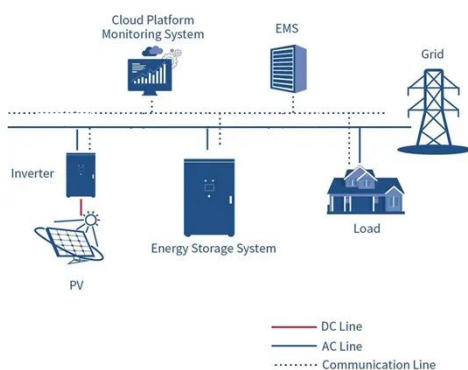 Cloud Platform
Monitoring System
EMS
Grid
Inverter
Energy Storage System
Load
PV
DC Line
AC Line
Communication Line